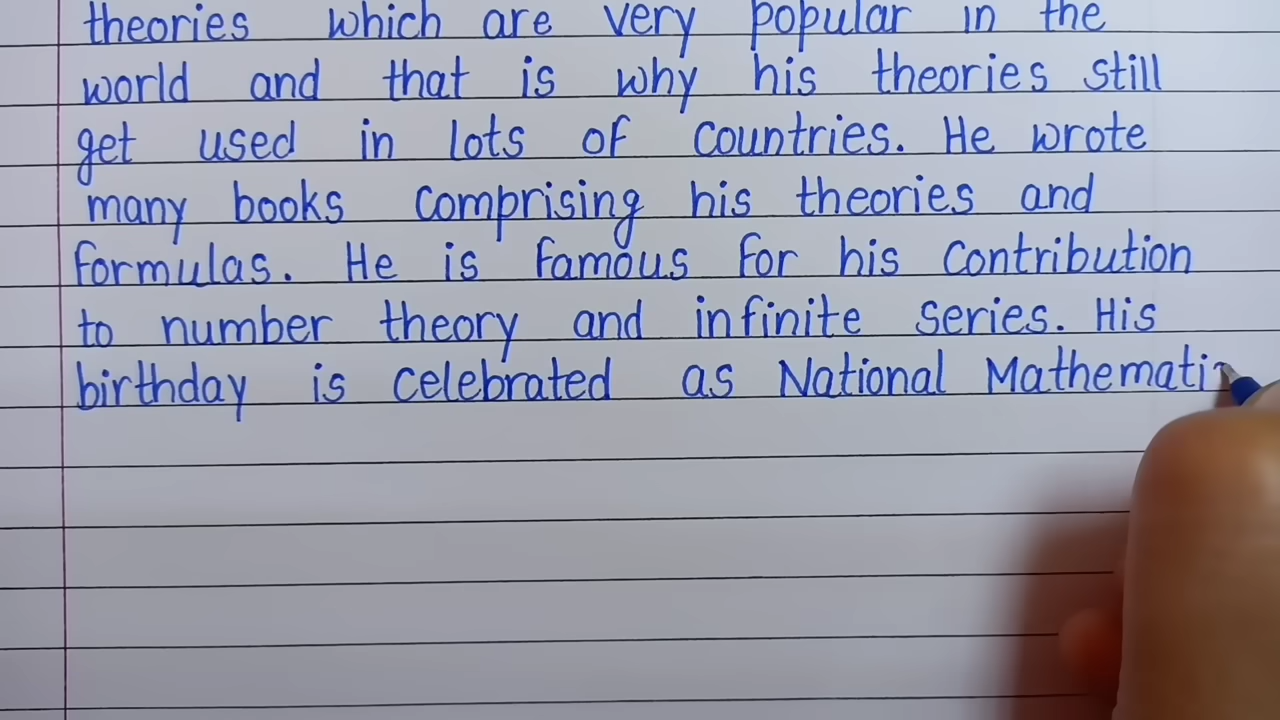 theories which are very popular in the
world and that is why his theories still
get used in lots of countries. He wrote
many books comprising his theories and
formulas. He is famous for his contribution
to number theory and infinite series. His
birthday is celebrated as National Mathemati